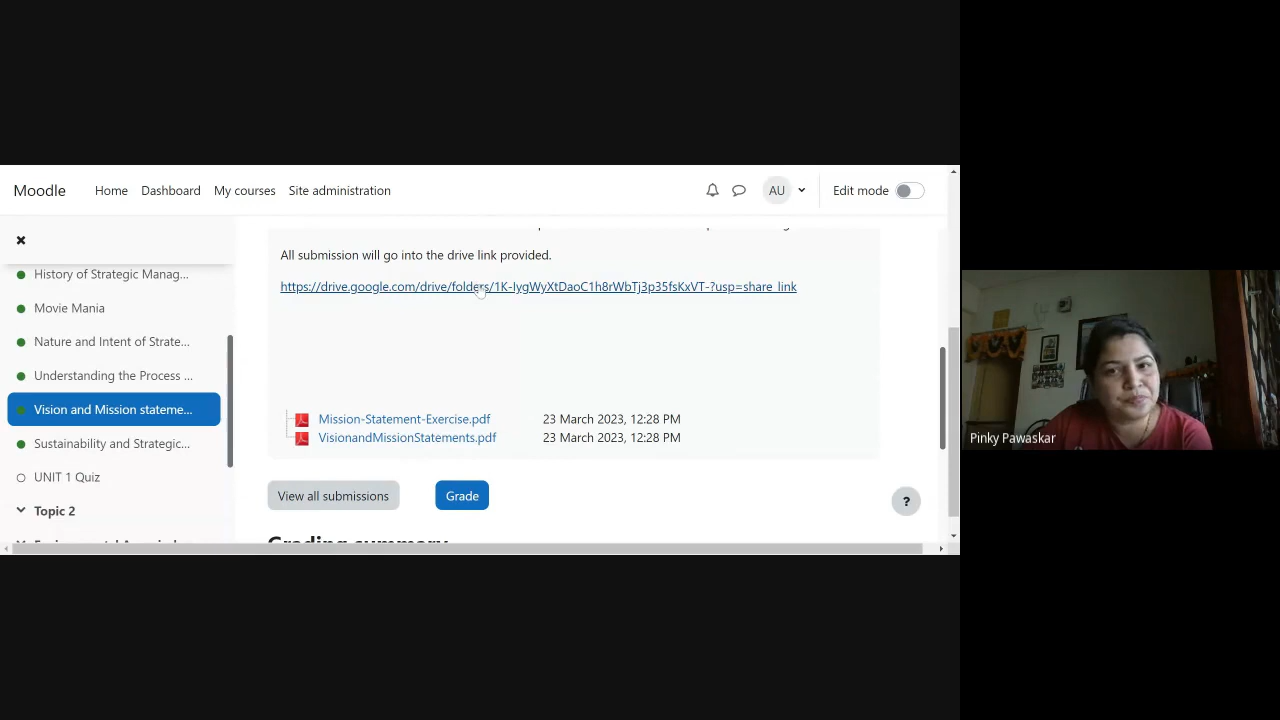 Moodle
Home
Dashboard
My courses
Site administration
AU
Edit mode
History of Strategic Manag...
Movie Mania
Nature and Intent of Strate...
Understanding the Process ...
Vision and Mission stateme...
Sustainability and Strategic...
UNIT 1 Quiz
Topic 2
All submission will go into the drive link provided.
https://drive.google.com/drive/folders/1K-IygWyXtDaoC1h8rWbTj3p35fsKxVT-?usp=share_link
Mission-Statement-Exercise.pdf 23 March 2023, 12:28 PM
VisionandMissionStatements.pdf 23 March 2023, 12:28 PM
View all submissions
Grade
?
Grading summary
Pinky Pawaskar